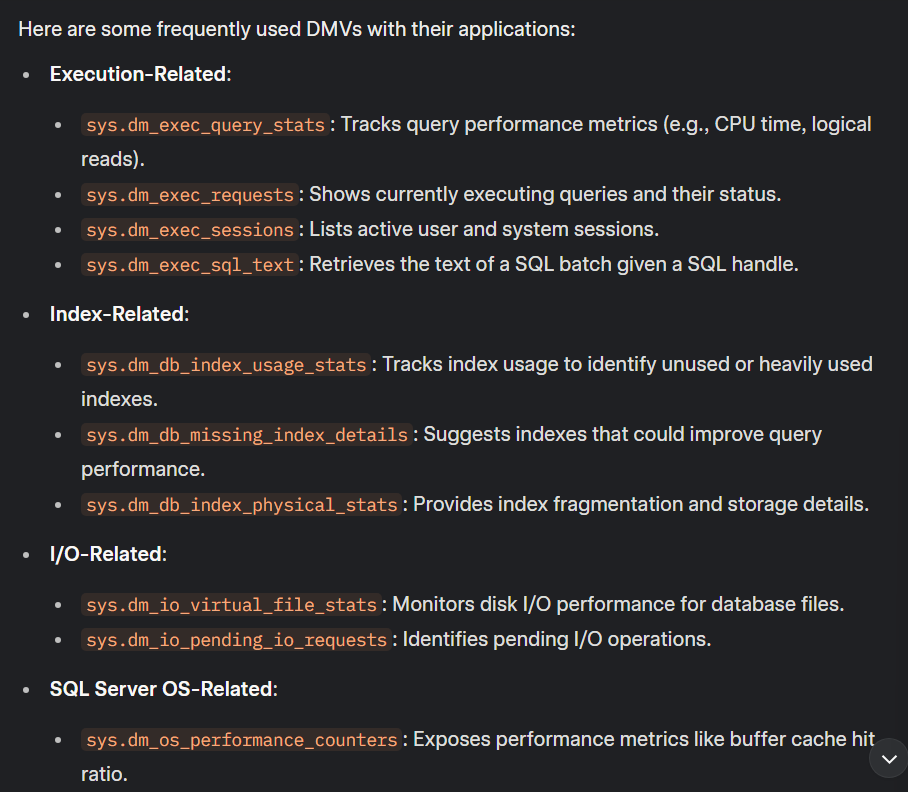 Here are some frequently used DMVs with their applications:
Execution-Related:
sys.dm_exec_query_stats: Tracks query performance metrics (e.g., CPU time, logical
reads).
sys.dm_exec_requests: Shows currently executing queries and their status.
sys.dm_exec_sessions: Lists active user and system sessions.
sys.dm_exec_sql_text: Retrieves the text of a SQL batch given a SQL handle.
Index-Related:
sys.dm_db_index_usage_stats: Tracks index usage to identify unused or heavily used
indexes.
sys.dm_db_missing_index_details: Suggests indexes that could improve query
performance.
sys.dm_db_index_physical_stats: Provides index fragmentation and storage details.
I/O-Related:
sys.dm_io_virtual_file_stats: Monitors disk I/O performance for database files.
sys.dm_io_pending_io_requests: Identifies pending I/O operations.
SQL Server OS-Related:
sys.dm_os_performance_counters: Exposes performance metrics like buffer cache hit
ratio.